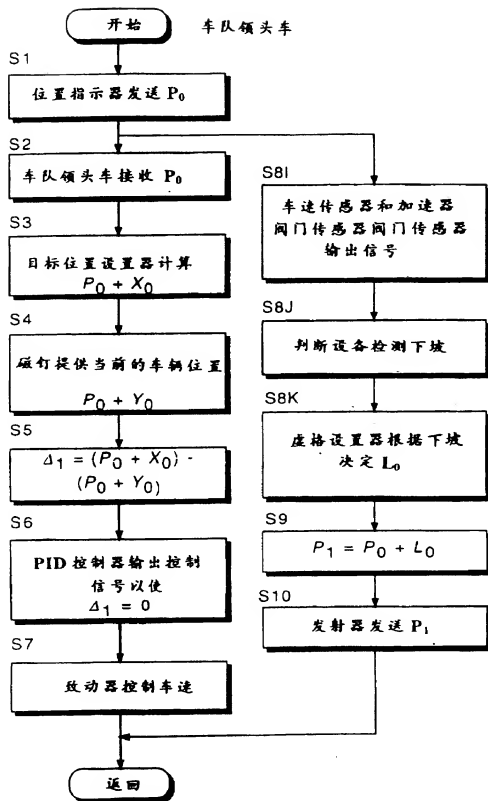 开始
车队领头车
S1
位置指示器发送 P₀
S2
车队领头车接收 P₀
S3
目标位置设置器计算
P₀ + X₀
S4
磁钉提供当前的车辆位置
P₀ + Y₀
S5
Δ₁ = (P₀ + X₀) -
(P₀ + Y₀)
S6
PID 控制器输出控制
信号以使
Δ₁ = 0
S7
致动器控制车速
S8I
车速传感器和加速器
阀门传感器阀门传感器
输出信号
S8J
判断设备检测下坡
S8K
虚格设置器根据下坡
决定 L₀
S9
P₁ = P₀ + L₀
S10
发射器发送 P₁
返回